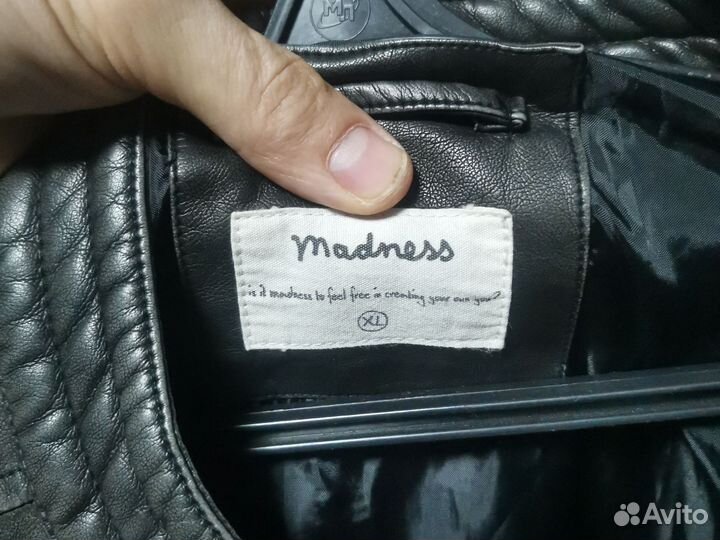 madness
is it madness to feel free in creating your own you?
XL
Avito